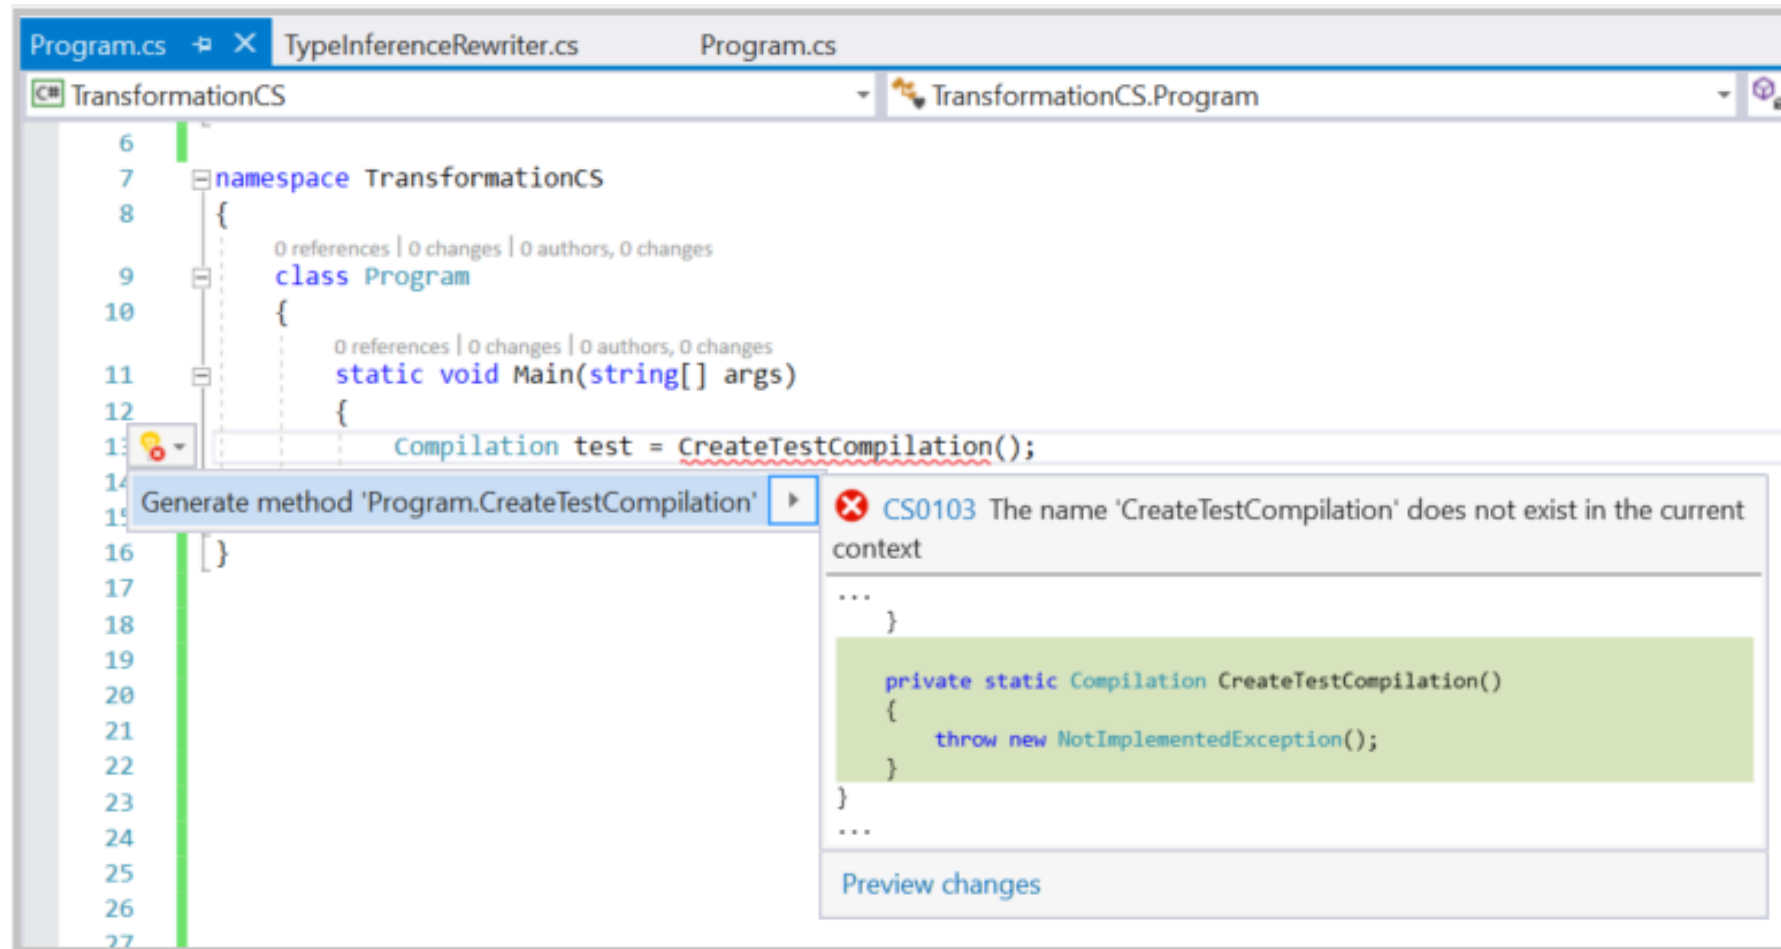 Program.cs TypeInferenceRewriter.cs Program.cs
C# TransformationCS TransformationCS.Program
6
7 namespace TransformationCS
8 {
0 references | 0 changes | 0 authors, 0 changes
9 class Program
10 {
0 references | 0 changes | 0 authors, 0 changes
11 static void Main(string[] args)
12 {
13 Compilation test = CreateTestCompilation();
14
Generate method 'Program.CreateTestCompilation'
15
16 }
17
18
19
20
21
22
23
24
25
26
27
CS0103 The name 'CreateTestCompilation' does not exist in the current
context
...
}
private static Compilation CreateTestCompilation()
{
throw new NotImplementedException();
}
}
...
Preview changes